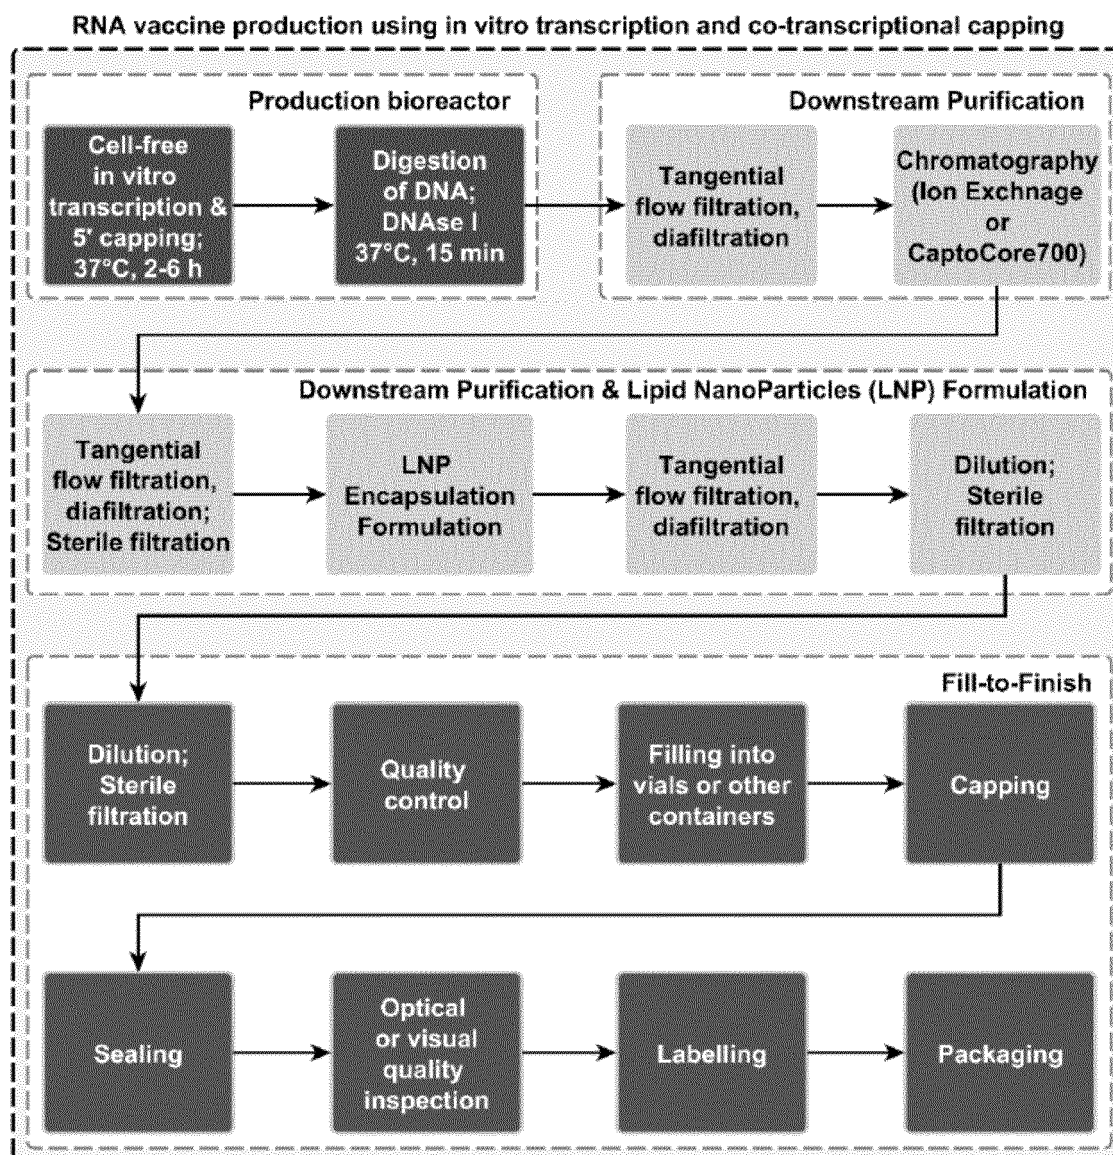 RNA vaccine production using in vitro transcription and co-transcriptional capping
Production bioreactor
Cell-free
in vitro
transcription &
5' capping;
37°C, 2-6 h
Digestion
of DNA;
DNAse I
37°C, 15 min
Downstream Purification
Tangential
flow filtration,
diafiltration
Chromatography
(Ion Exchnage
or
CaptoCore700)
Downstream Purification & Lipid NanoParticles (LNP) Formulation
Tangential
flow filtration,
diafiltration;
Sterile filtration
LNP
Encapsulation
Formulation
Tangential
flow filtration,
diafiltration
Dilution;
Sterile
filtration
Fill-to-Finish
Dilution;
Sterile
filtration
Quality
control
Filling into
vials or other
containers
Capping
Sealing
Optical
or visual
quality
inspection
Labelling
Packaging